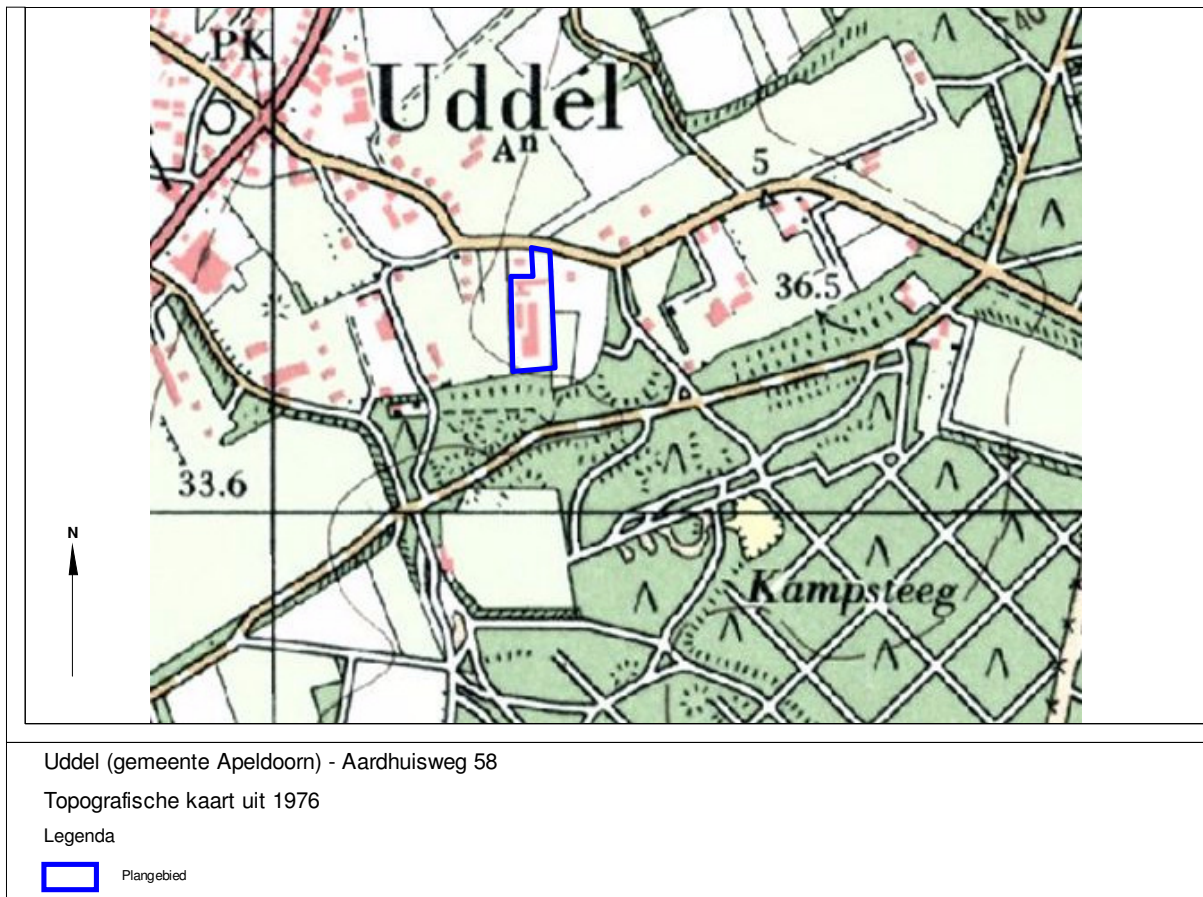 PK
40
Uddel
An
5
36.5
33.6
N
Kampsteeg
Uddel (gemeente Apeldoorn) - Aardhuisweg 58
Topografische kaart uit 1976
Legenda
Plangebied